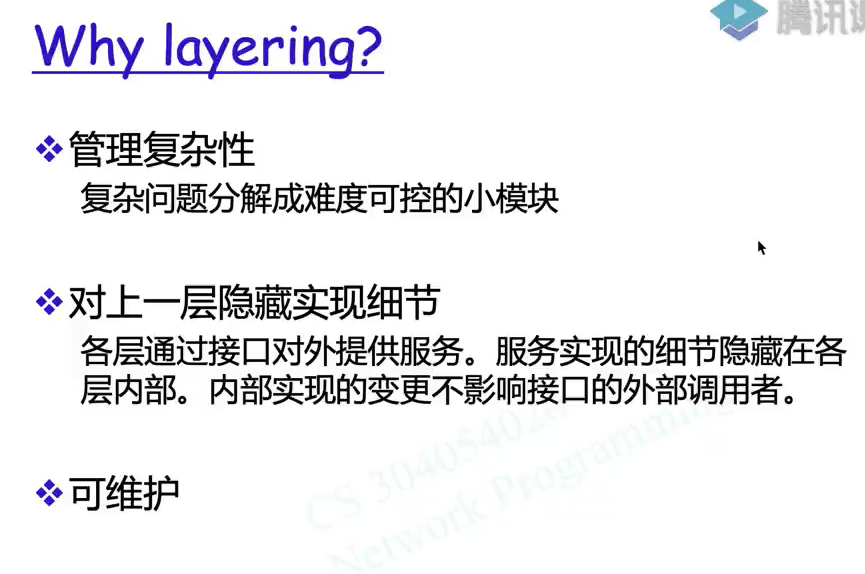 腾讯课
Why layering?
管理复杂性
复杂问题分解成难度可控的小模块
对上一层隐藏实现细节
各层通过接口对外提供服务。服务实现的细节隐藏在各
层内部。内部实现的变更不影响接口的外部调用者。
可维护
CS 304054020
Network Programming